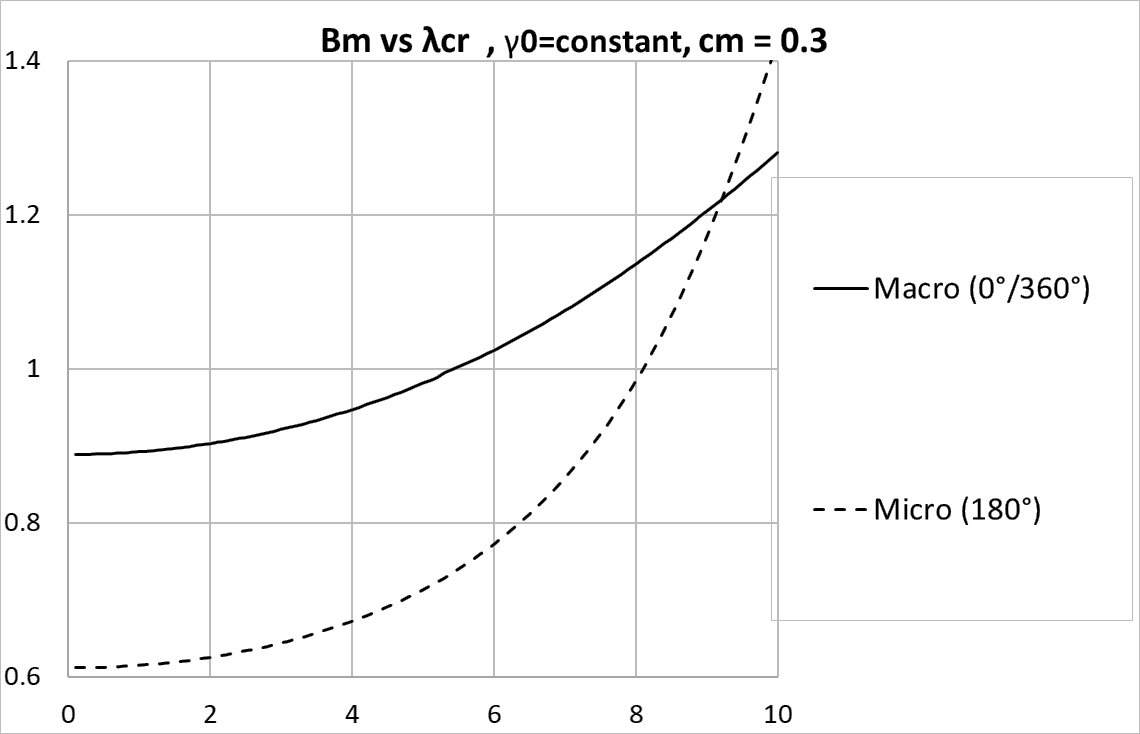 Bm vs λcr , γ0=constant, cm = 0.3
1.4
1.2
1
0.8
0.6
0 2 4 6 8 10
Macro (0°/360°)
Micro (180°)